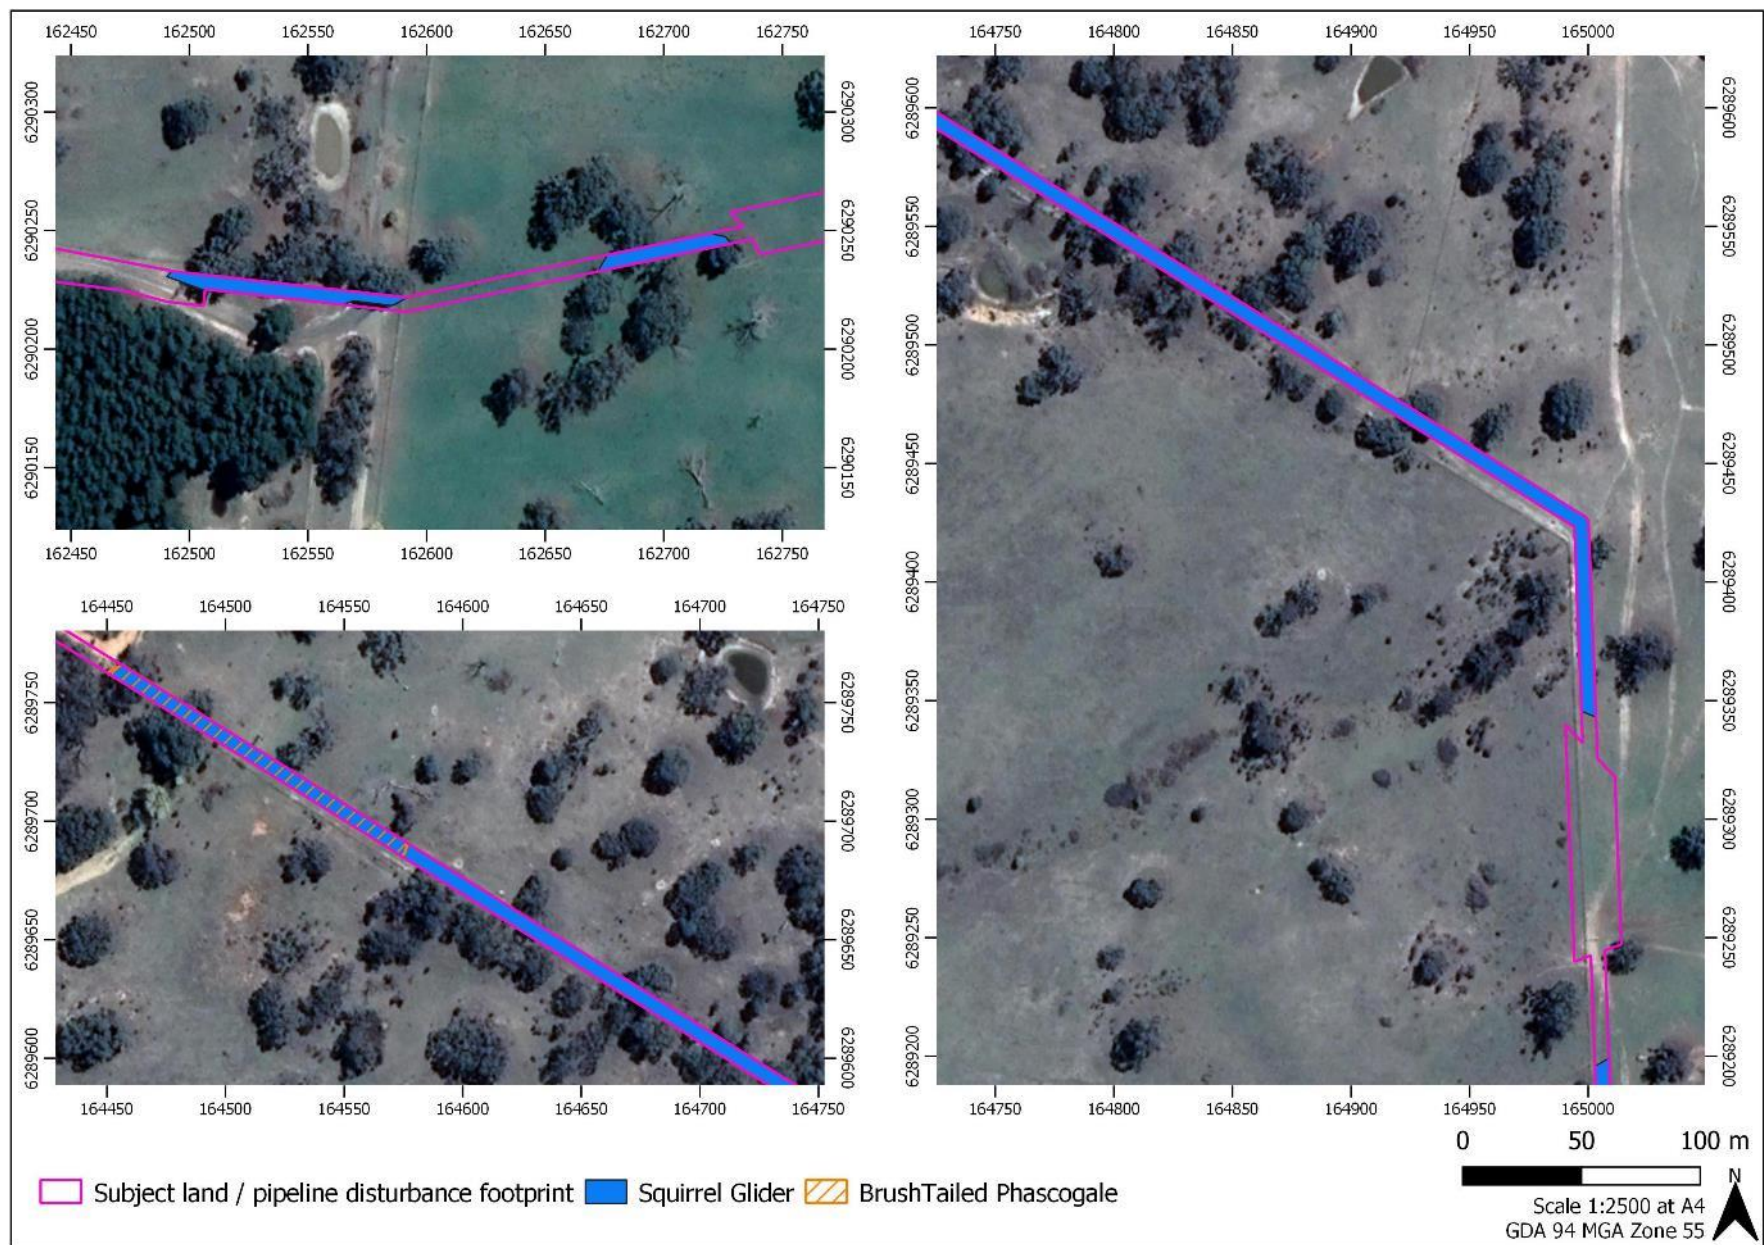 162450 162500 162550 162600 162650 162700 162750
6290300 6290300
6290250 6290250
6290200 6290200
6290150 6290150
162450 162500 162550 162600 162650 162700 162750
164450 164500 164550 164600 164650 164700 164750
6289750 6289750
6289700 6289700
6289650 6289650
6289600 6289600
164450 164500 164550 164600 164650 164700 164750
164750 164800 164850 164900 164950 165000
6289600 6289600
6289550 6289550
6289500 6289500
6289450 6289450
6289400 6289400
6289350 6289350
6289300 6289300
6289250 6289250
6289200 6289200
164750 164800 164850 164900 164950 165000
0 50 100 m
N
Subject land / pipeline disturbance footprint Squirrel Glider BrushTailed Phascogale
Scale 1:2500 at A4
GDA 94 MGA Zone 55